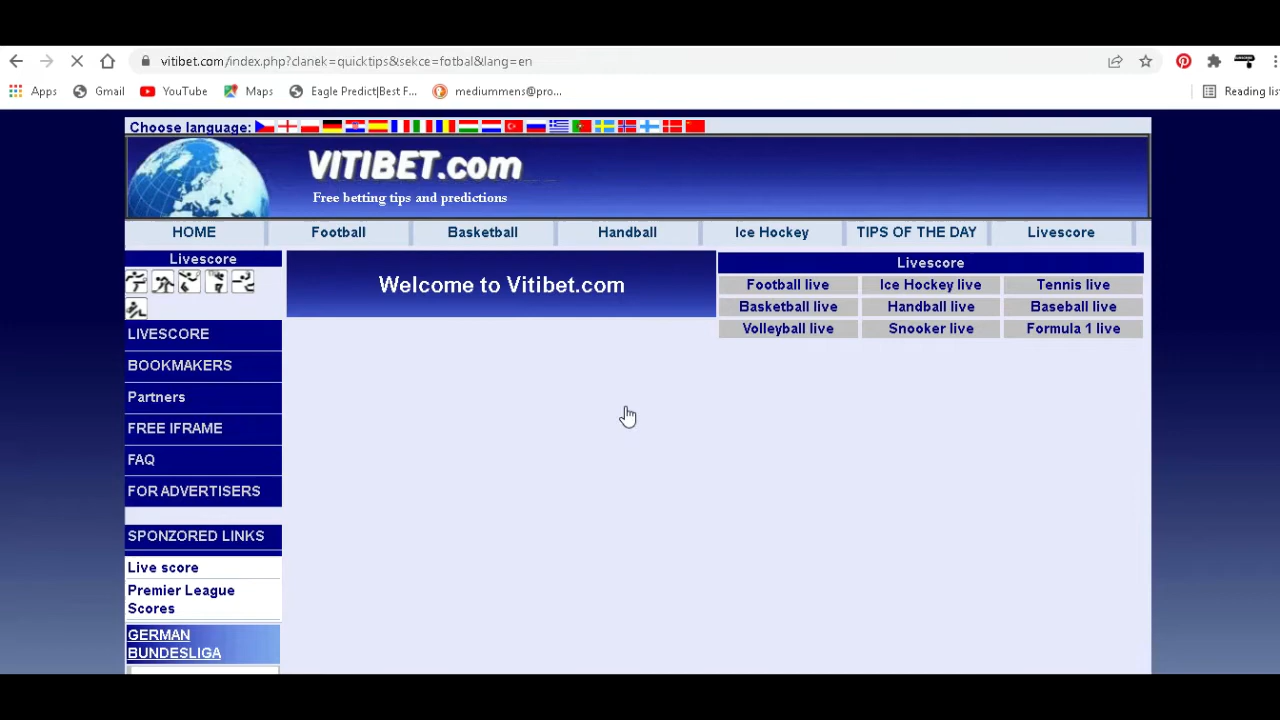 vitibet.com/index.php?clanek=quicktips&sekce=fotbal&lang=en
Apps Gmail YouTube Maps Eagle Predict|Best F... mediummens@pro... Reading list
Choose language:
VITIBET.com
Free betting tips and predictions
HOME Football Basketball Handball Ice Hockey TIPS OF THE DAY Livescore
Livescore
LIVESCORE
BOOKMAKERS
Partners
FREE IFRAME
FAQ
FOR ADVERTISERS
SPONZORED LINKS
Live score
Premier League
Scores
GERMAN
BUNDESLIGA
Welcome to Vitibet.com
Livescore
Football live Ice Hockey live Tennis live
Basketball live Handball live Baseball live
Volleyball live Snooker live Formula 1 live